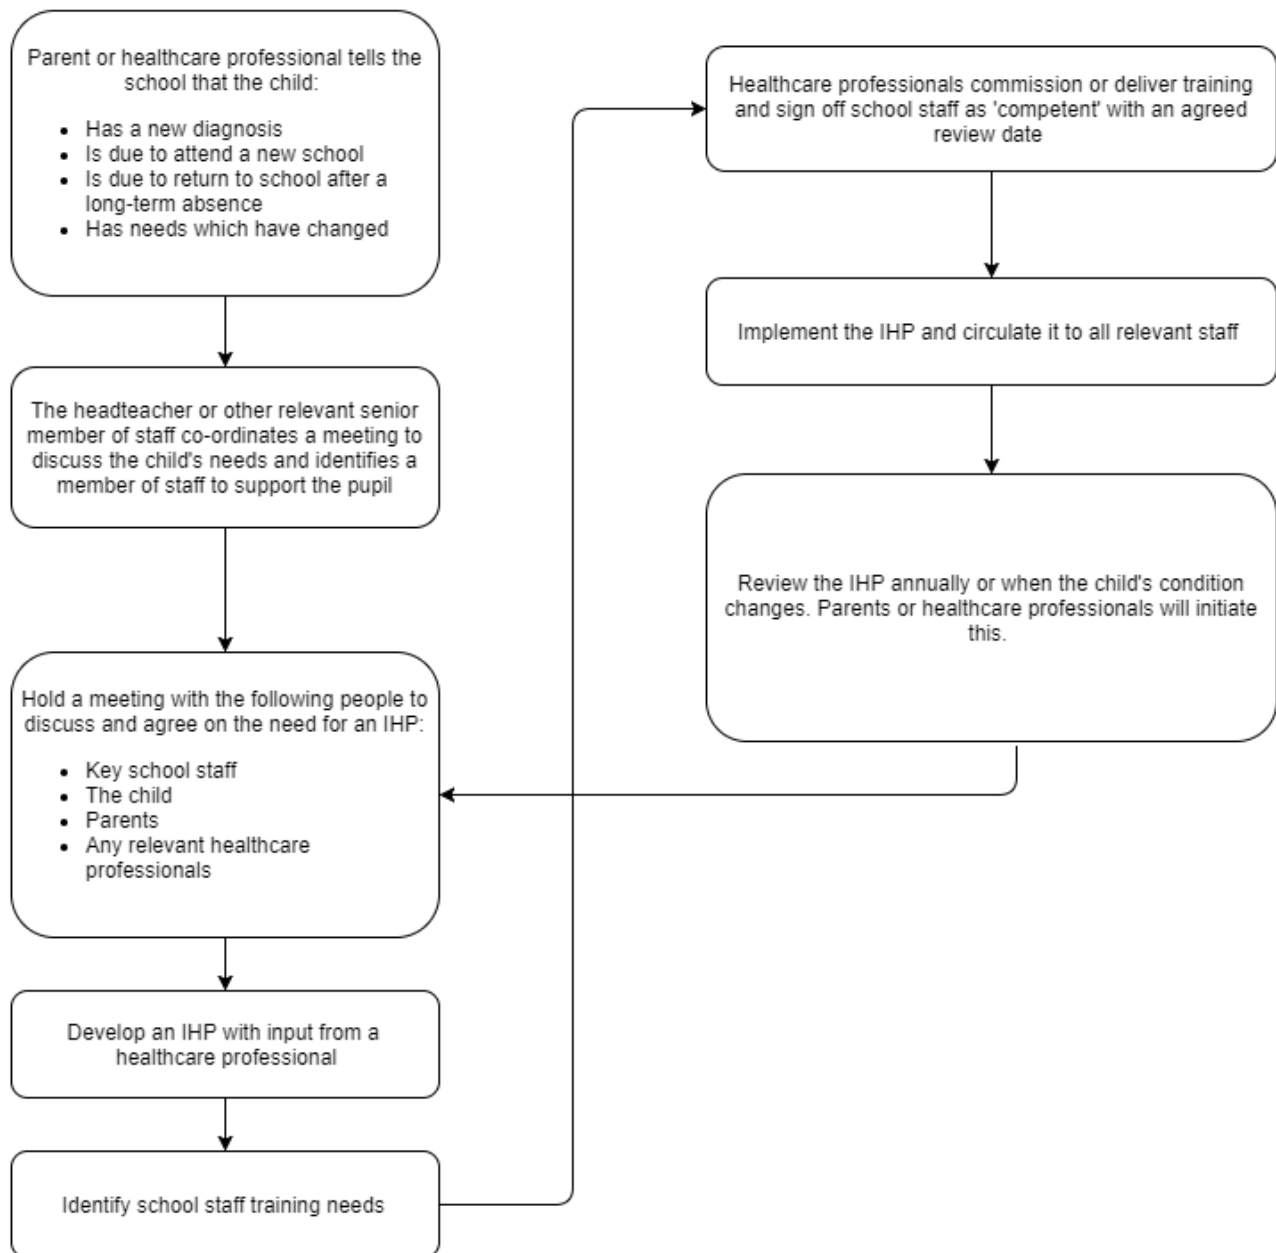 Parent or healthcare professional tells the
school that the child:
• Has a new diagnosis
• Is due to attend a new school
• Is due to return to school after a
long-term absence
• Has needs which have changed
The headteacher or other relevant senior
member of staff co-ordinates a meeting to
discuss the child's needs and identifies a
member of staff to support the pupil
Hold a meeting with the following people to
discuss and agree on the need for an IHP:
• Key school staff
• The child
• Parents
• Any relevant healthcare
professionals
Develop an IHP with input from a
healthcare professional
Identify school staff training needs
Healthcare professionals commission or deliver training
and sign off school staff as 'competent' with an agreed
review date
Implement the IHP and circulate it to all relevant staff
Review the IHP annually or when the child's condition
changes. Parents or healthcare professionals will initiate
this.